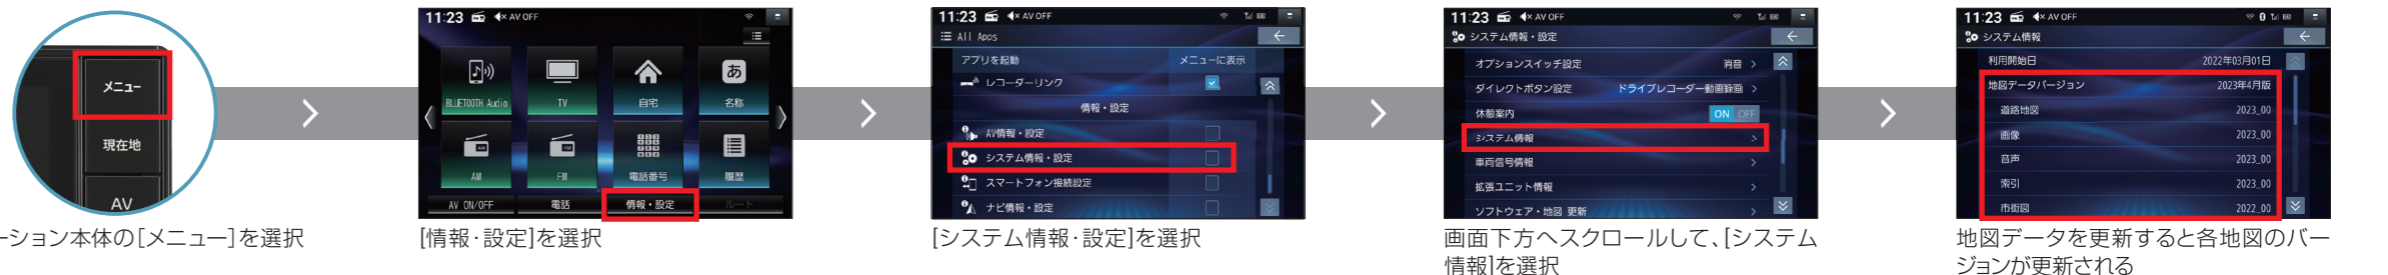 メニュー
現在地
AV
ーション本体の［メニュー］を選択
11:23 AV OFF
BLUETOOTH Audio
TV
自宅
あ
名称
AM
FM
電話番号
履歴
AV ON/OFF
電話
情報・設定
ルート
[情報・設定]を選択
11:23 AV OFF
All Apps
アプリを起動 メニューに表示
レコーダーリンク
情報・設定
AV情報・設定
システム情報・設定
スマートフォン接続設定
ナビ情報・設定
[システム情報・設定]を選択
11:23 AV OFF
システム情報・設定
オプションスイッチ設定 消音
ダイレクトボタン設定 ドライブレコーダー動画録画
休憩案内 ON OFF
システム情報
車両信号情報
拡張ユニット情報
ソフトウェア・地図 更新
画面下方へスクロールして、[システム
情報]を選択
11:23 AV OFF
システム情報
利用開始日 2022年03月01日
地図データバージョン 2023年4月版
道路地図 2023_00
画像 2023_00
音声 2023_00
索引 2023_00
市街図 2022_00
地図データを更新すると各地図のバー
ジョンが更新される